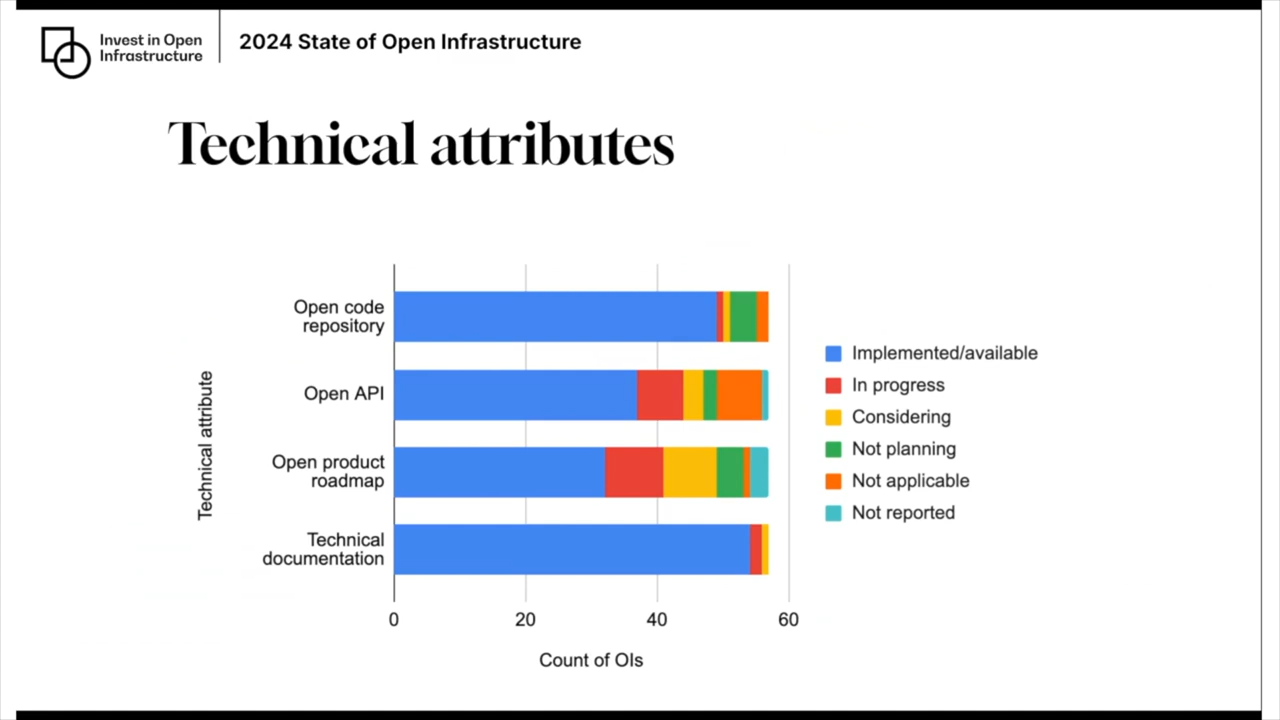 Invest in Open
Infrastructure
2024 State of Open Infrastructure
Technical attributes
Technical attribute
Open code
repository
Open API
Open product
roadmap
Technical
documentation
0 20 40 60
Count of OIs
Implemented/available
In progress
Considering
Not planning
Not applicable
Not reported